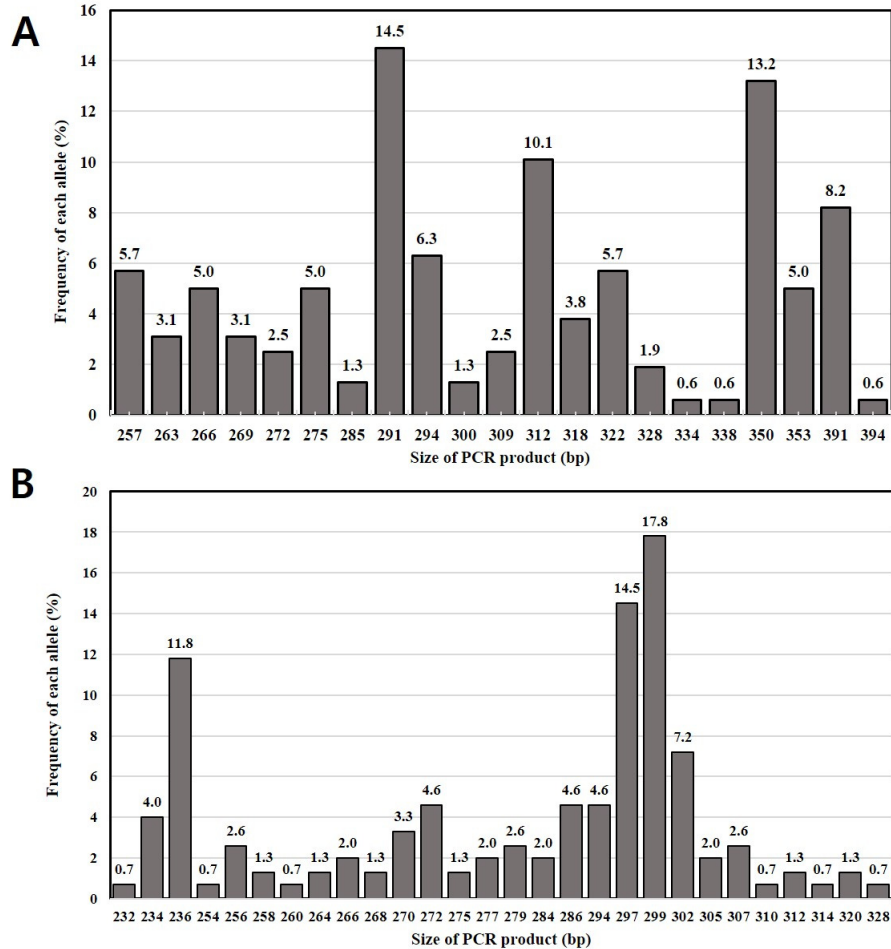 A
Frequency of each allele (%)
16
14
12
10
8
6
4
2
0
5.7 3.1 5.0 3.1 2.5 5.0 1.3 14.5 6.3 1.3 2.5 10.1 3.8 5.7 1.9 0.6 0.6 13.2 5.0 8.2 0.6
257 263 266 269 272 275 285 291 294 300 309 312 318 322 328 334 338 350 353 391 394
Size of PCR product (bp)
B
Frequency of each allele (%)
20
18
16
14
12
10
8
6
4
2
0
0.7 4.0 11.8 0.7 2.6 1.3 0.7 1.3 2.0 1.3 3.3 4.6 1.3 2.0 2.6 2.0 4.6 4.6 14.5 17.8 7.2 2.0 2.6 0.7 1.3 0.7 1.3 0.7
232 234 236 254 256 258 260 264 266 268 270 272 275 277 279 284 286 294 297 299 302 305 307 310 312 314 320 328
Size of PCR product (bp)